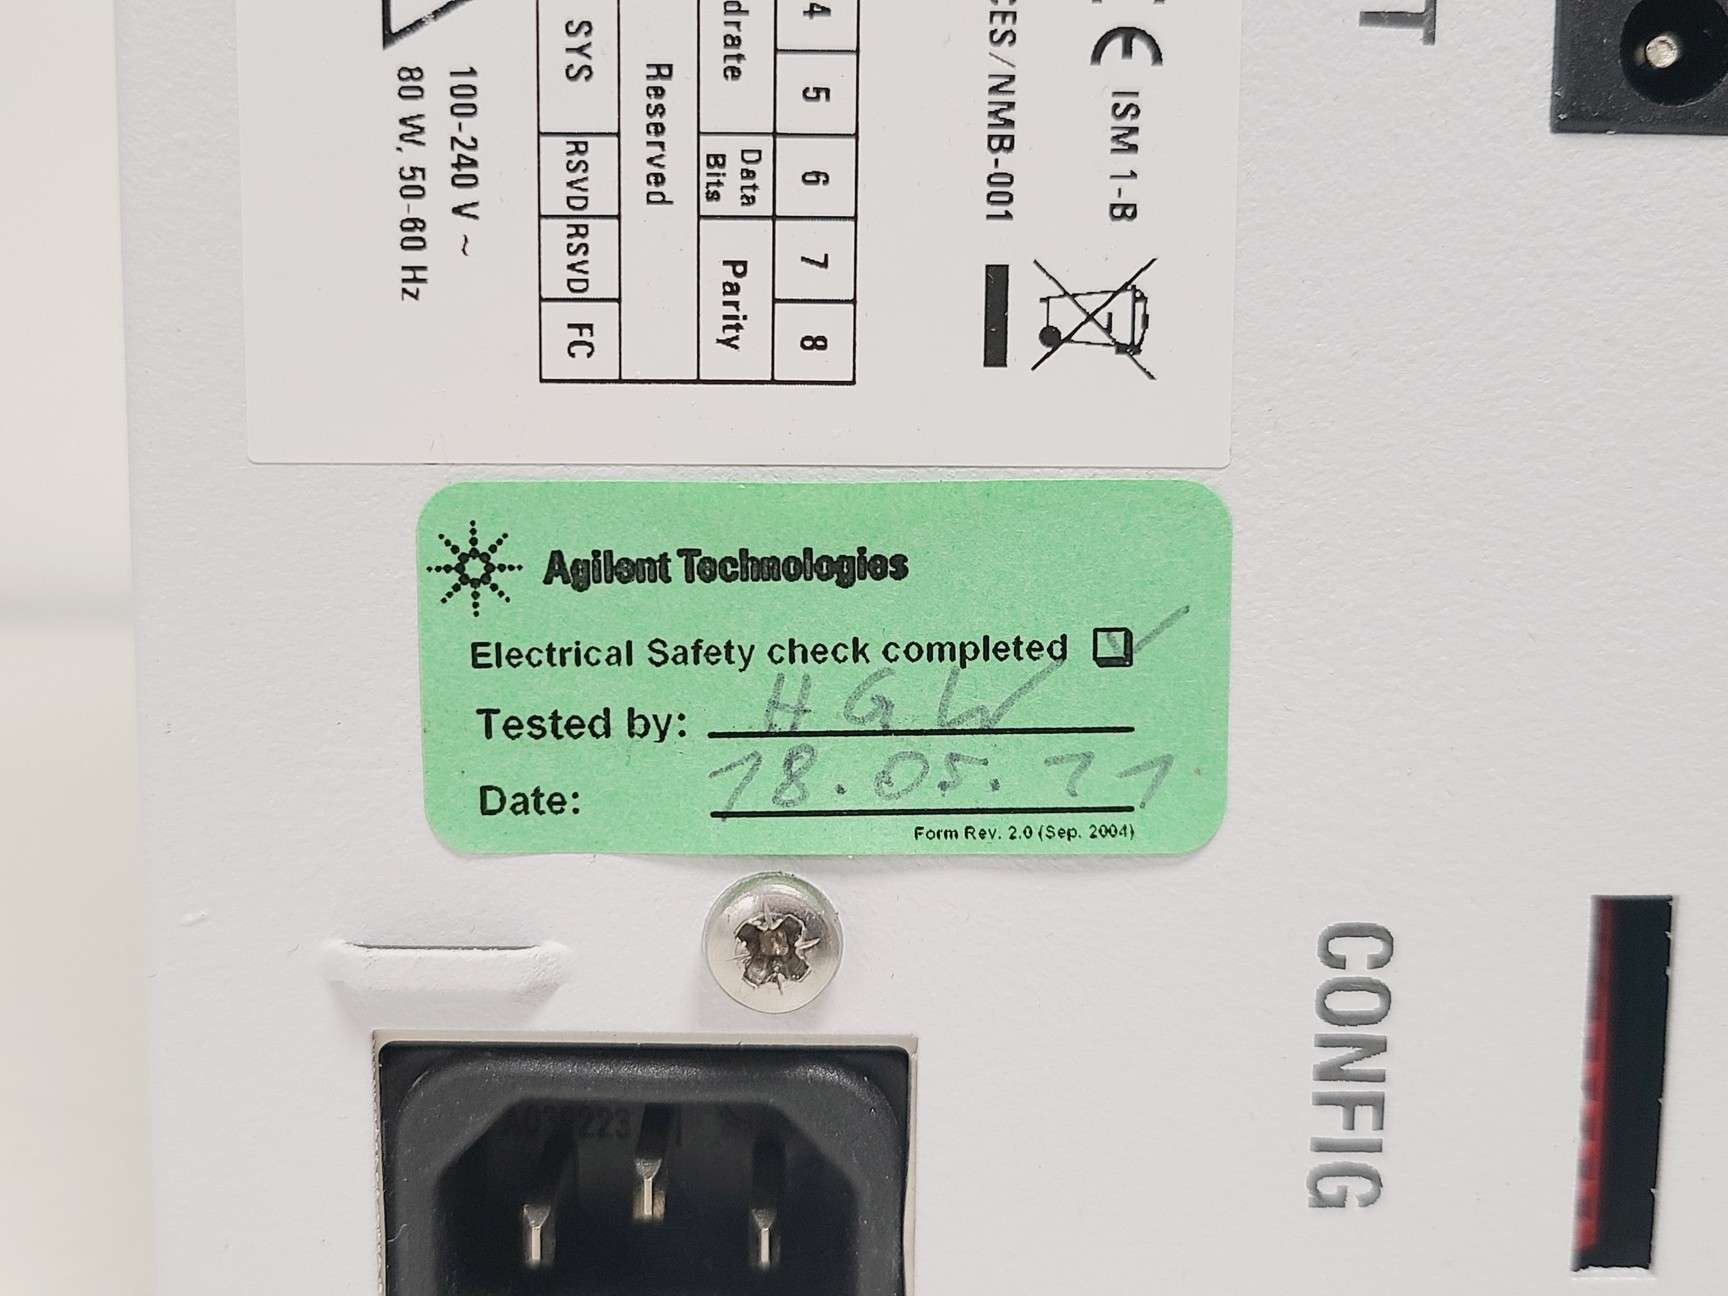 T
CE ISM 1-B
CES/NMB-001
4 5 6 7 8
drate Data Bits Parity
Reserved
SYS RSVD RSVD FC
100-240 V ~
80 W, 50-60 Hz
Agilent Technologies
Electrical Safety check completed
Tested by: HGW
Date: 18.05.11
Form Rev. 2.0 (Sep. 2004)
CONFIG